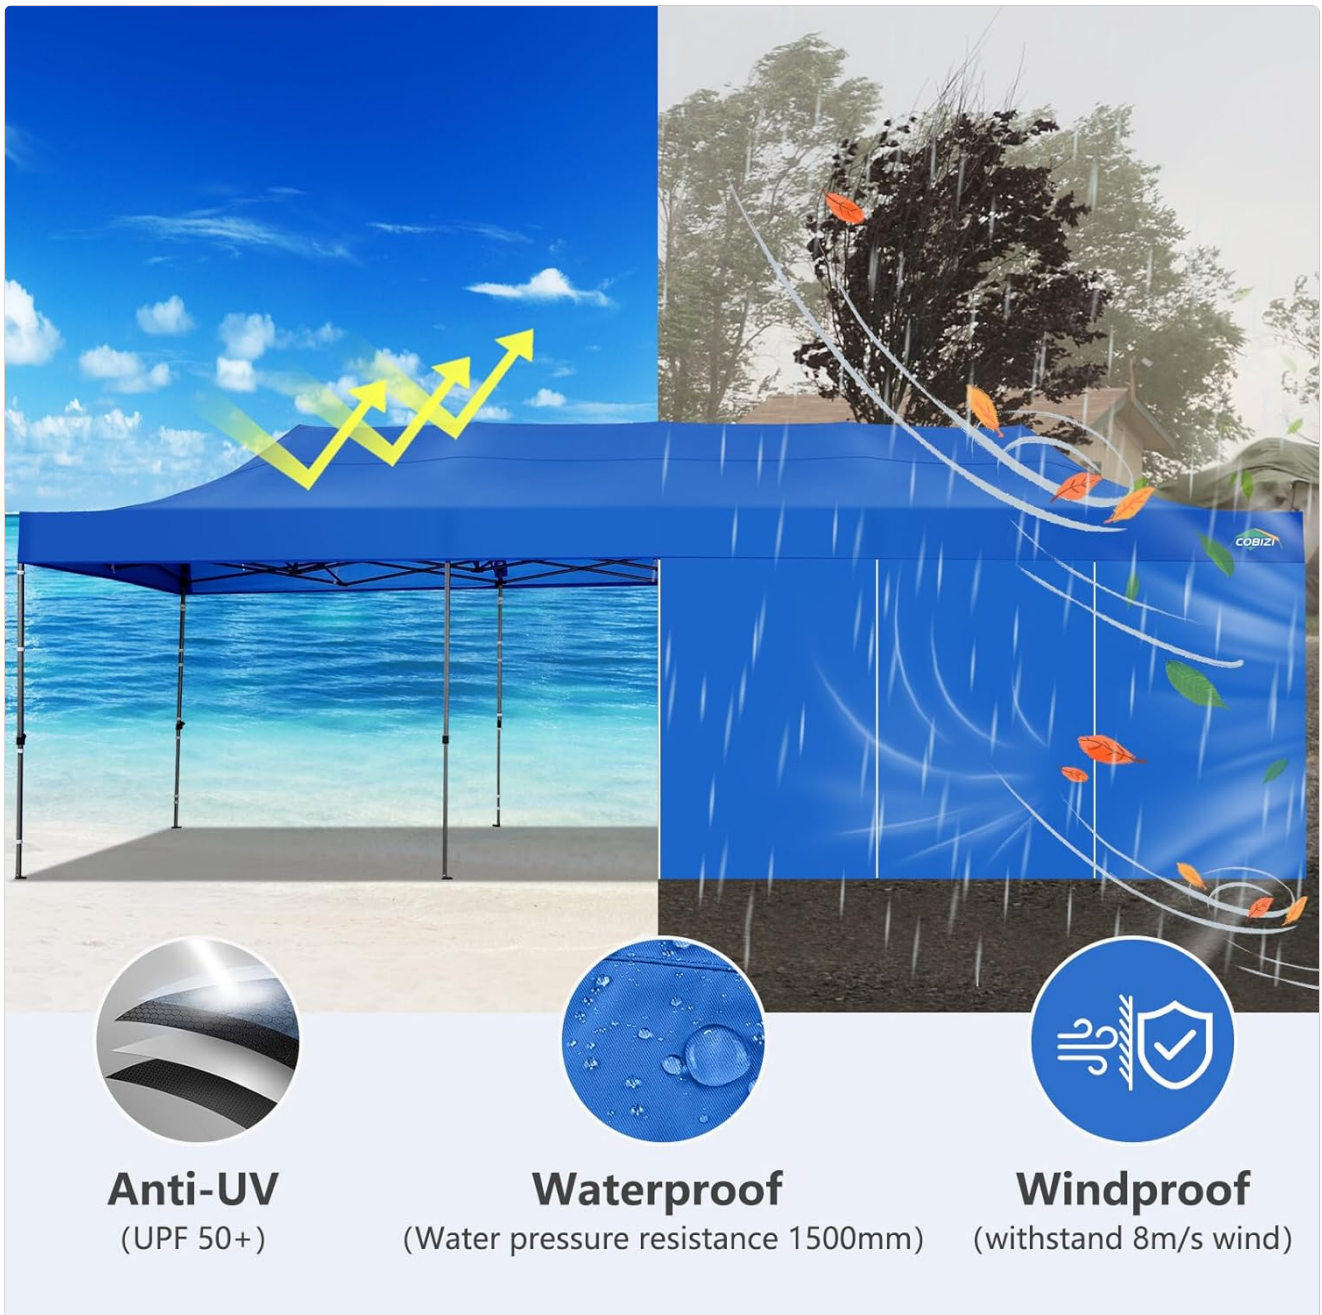 COBIZI
Anti-UV
Waterproof
Windproof
(UPF 50+)
(Water pressure resistance 1500mm)
(withstand 8m/s wind)